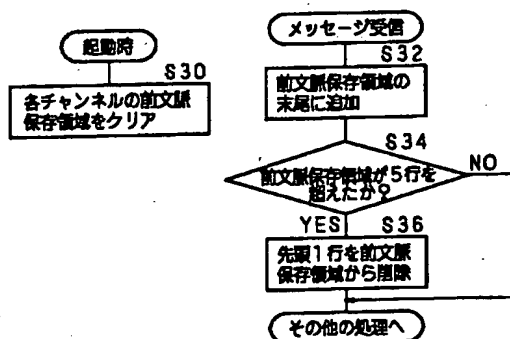 起動時
S30
各チャンネルの前文脈
保存領域をクリア
メッセージ受信
S32
前文脈保存領域の
末尾に追加
S34
前文脈保存領域が5行を
超えたか?
NO
YES
S36
先頭1行を前文脈
保存領域から削除
その他の処理へ